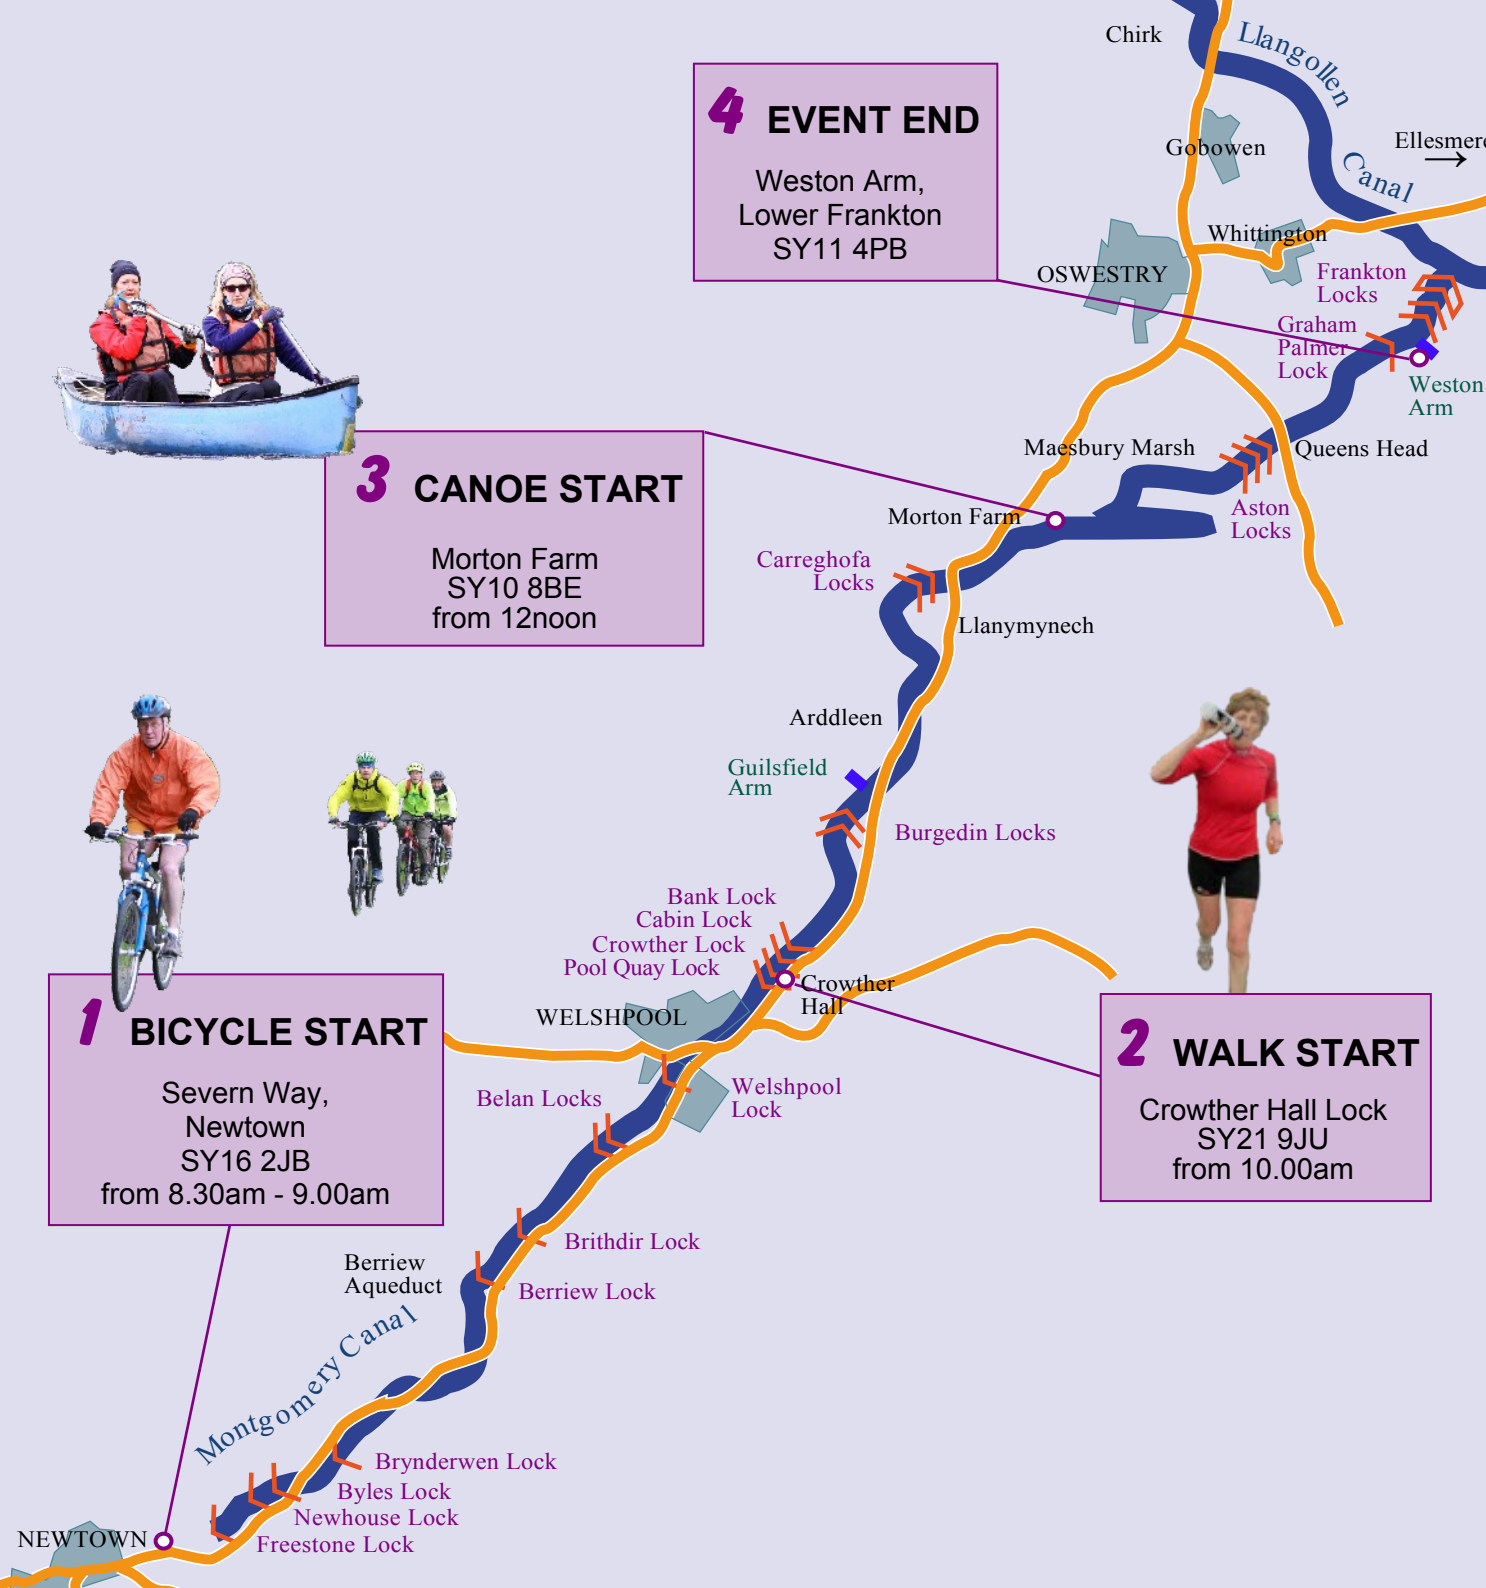 Chirk
Llangollen
Canal
4 EVENT END
Weston Arm,
Lower Frankton
SY11 4PB
Gobowen
Ellesmere
→
Whittington
OSWESTRY
Frankton
Locks
Graham
Palmer
Lock
Weston
Arm
3 CANOE START
Morton Farm
SY10 8BE
from 12noon
Maesbury Marsh
Queens Head
Morton Farm
Aston
Locks
Carreghofa
Locks
Llanymynech
Arddleen
Guilsfield
Arm
Burgedin Locks
Bank Lock
Cabin Lock
Crowther Lock
Pool Quay Lock
Crowther
Hall
WELSHPOOL
1 BICYCLE START
Severn Way,
Newtown
SY16 2JB
from 8.30am - 9.00am
2 WALK START
Crowther Hall Lock
SY21 9JU
from 10.00am
Welshpool
Lock
Belan Locks
Brithdir Lock
Berriew
Aqueduct
Berriew Lock
Montgomery Canal
Brynderwen Lock
Byles Lock
Newhouse Lock
Freestone Lock
NEWTOWN